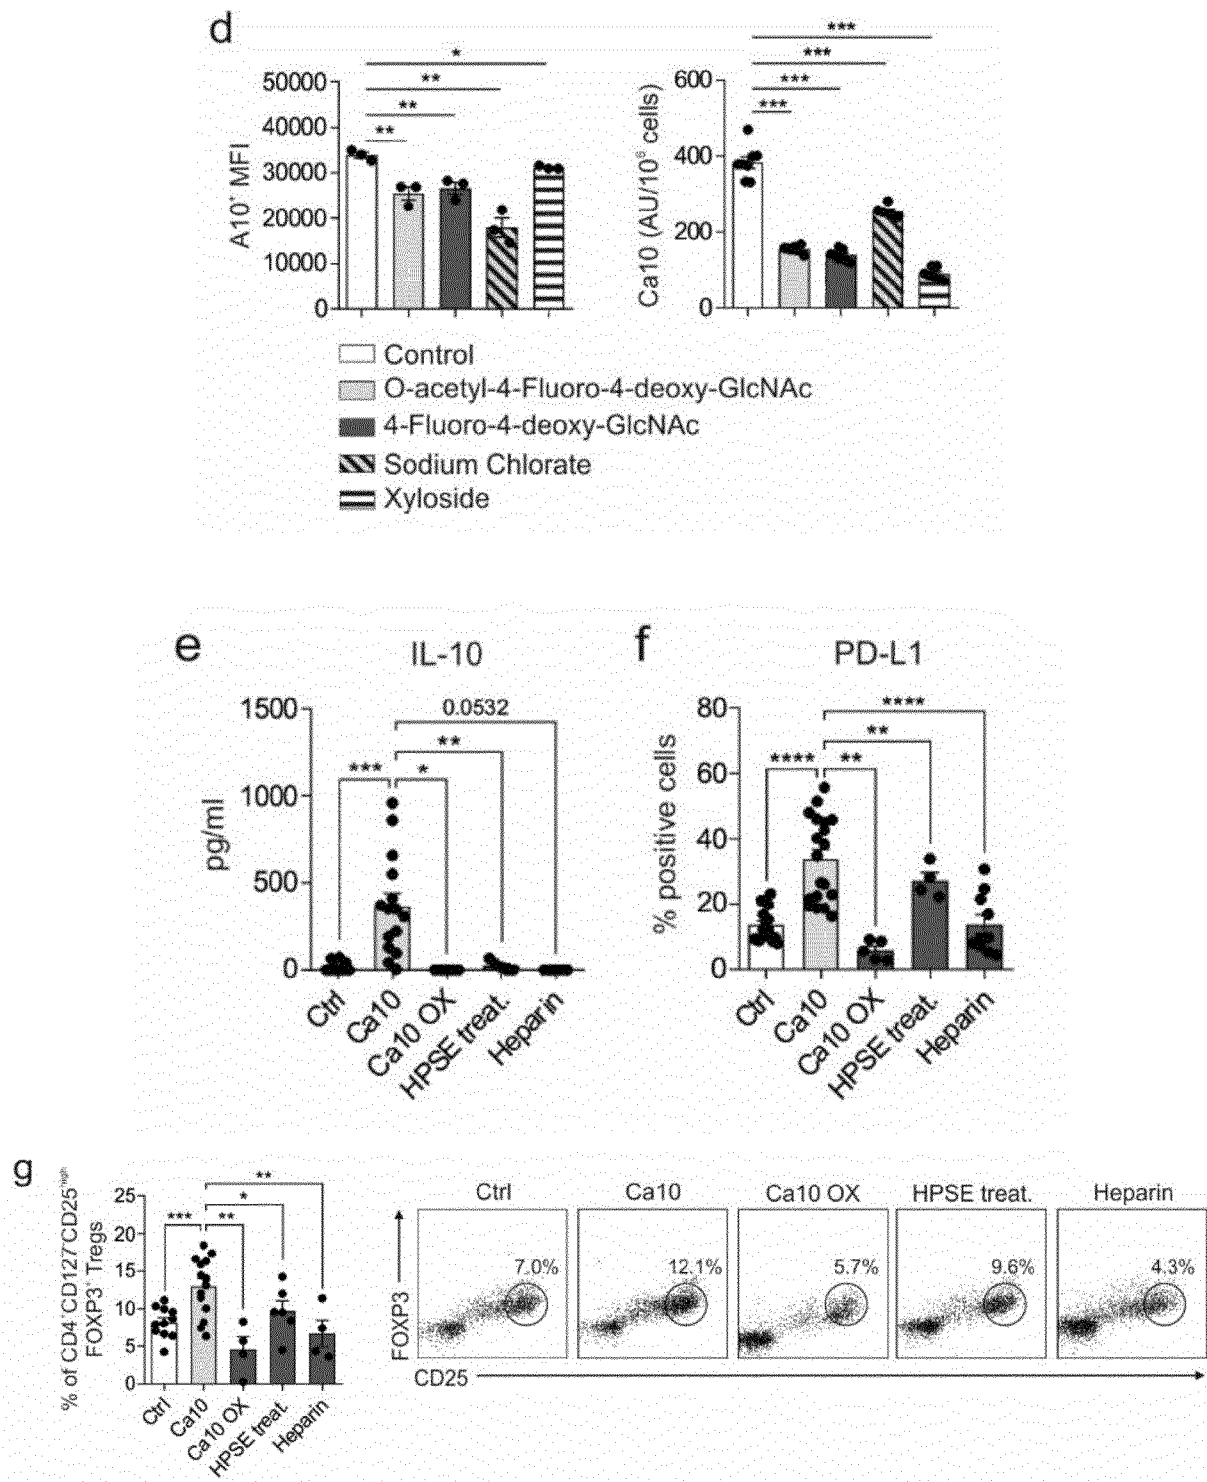 d
*
***
**
***
**
***
**
***
50000
40000
30000
20000
10000
0
A10⁺ MFI
600
400
200
0
Ca10 (AU/10⁶ cells)
Control
O-acetyl-4-Fluoro-4-deoxy-GlcNAc
4-Fluoro-4-deoxy-GlcNAc
Sodium Chlorate
Xyloside
e
IL-10
1500
1000
500
0
pg/ml
0.0532
**
***
*
Ctrl
Ca10
Ca10 OX
HPSE treat.
Heparin
f
PD-L1
80
60
40
20
0
% positive cells
****
**
****
**
Ctrl
Ca10
Ca10 OX
HPSE treat.
Heparin
g
% of CD4⁻CD127⁻CD25ʰⁱᵍʰ
FOXP3⁺ Tregs
25
20
15
10
5
0
**
*
***
**
Ctrl
Ca10
Ca10 OX
HPSE treat.
Heparin
Ctrl
Ca10
Ca10 OX
HPSE treat.
Heparin
7.0%
12.1%
5.7%
9.6%
4.3%
FOXP3
CD25